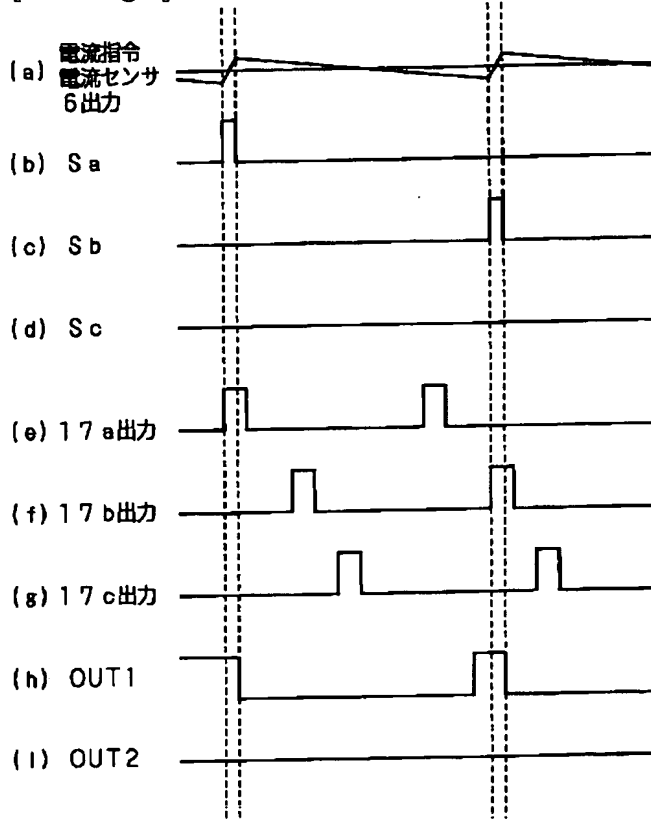 (a) 電流指令
電流センサ
6出力
(b) Sa
(c) Sb
(d) Sc
(e) 17a出力
(f) 17b出力
(g) 17c出力
(h) OUT1
(i) OUT2